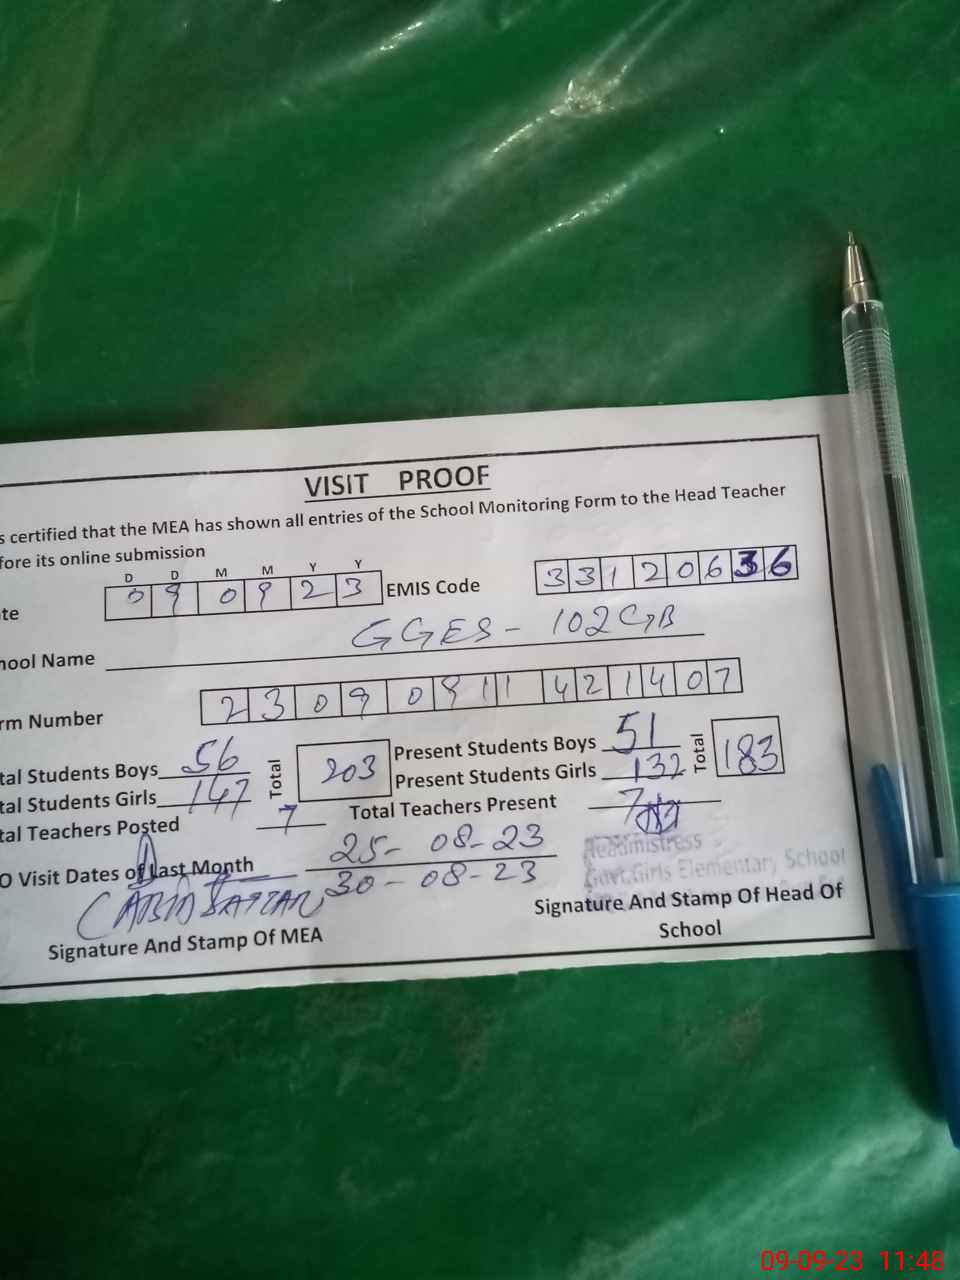 VISIT PROOF
s certified that the MEA has shown all entries of the School Monitoring Form to the Head Teacher
fore its online submission
D D M M Y Y
te 0 9 0 9 2 3 EMIS Code 3 3 1 2 0 6 3 6
hool Name GGES - 102 GB
rm Number 2 3 0 9 0 9 1 1 4 2 1 4 0 7
tal Students Boys 56 Total 203 Present Students Boys 51 Total 183
tal Students Girls 147 Present Students Girls 132
tal Teachers Posted 7 Total Teachers Present 7
O Visit Dates of Last Month 25-08-23
30-08-23
Headmistress
Govt.Girls Elementary School
Signature And Stamp Of MEA
Signature And Stamp Of Head Of
School
09-09-23 11:48